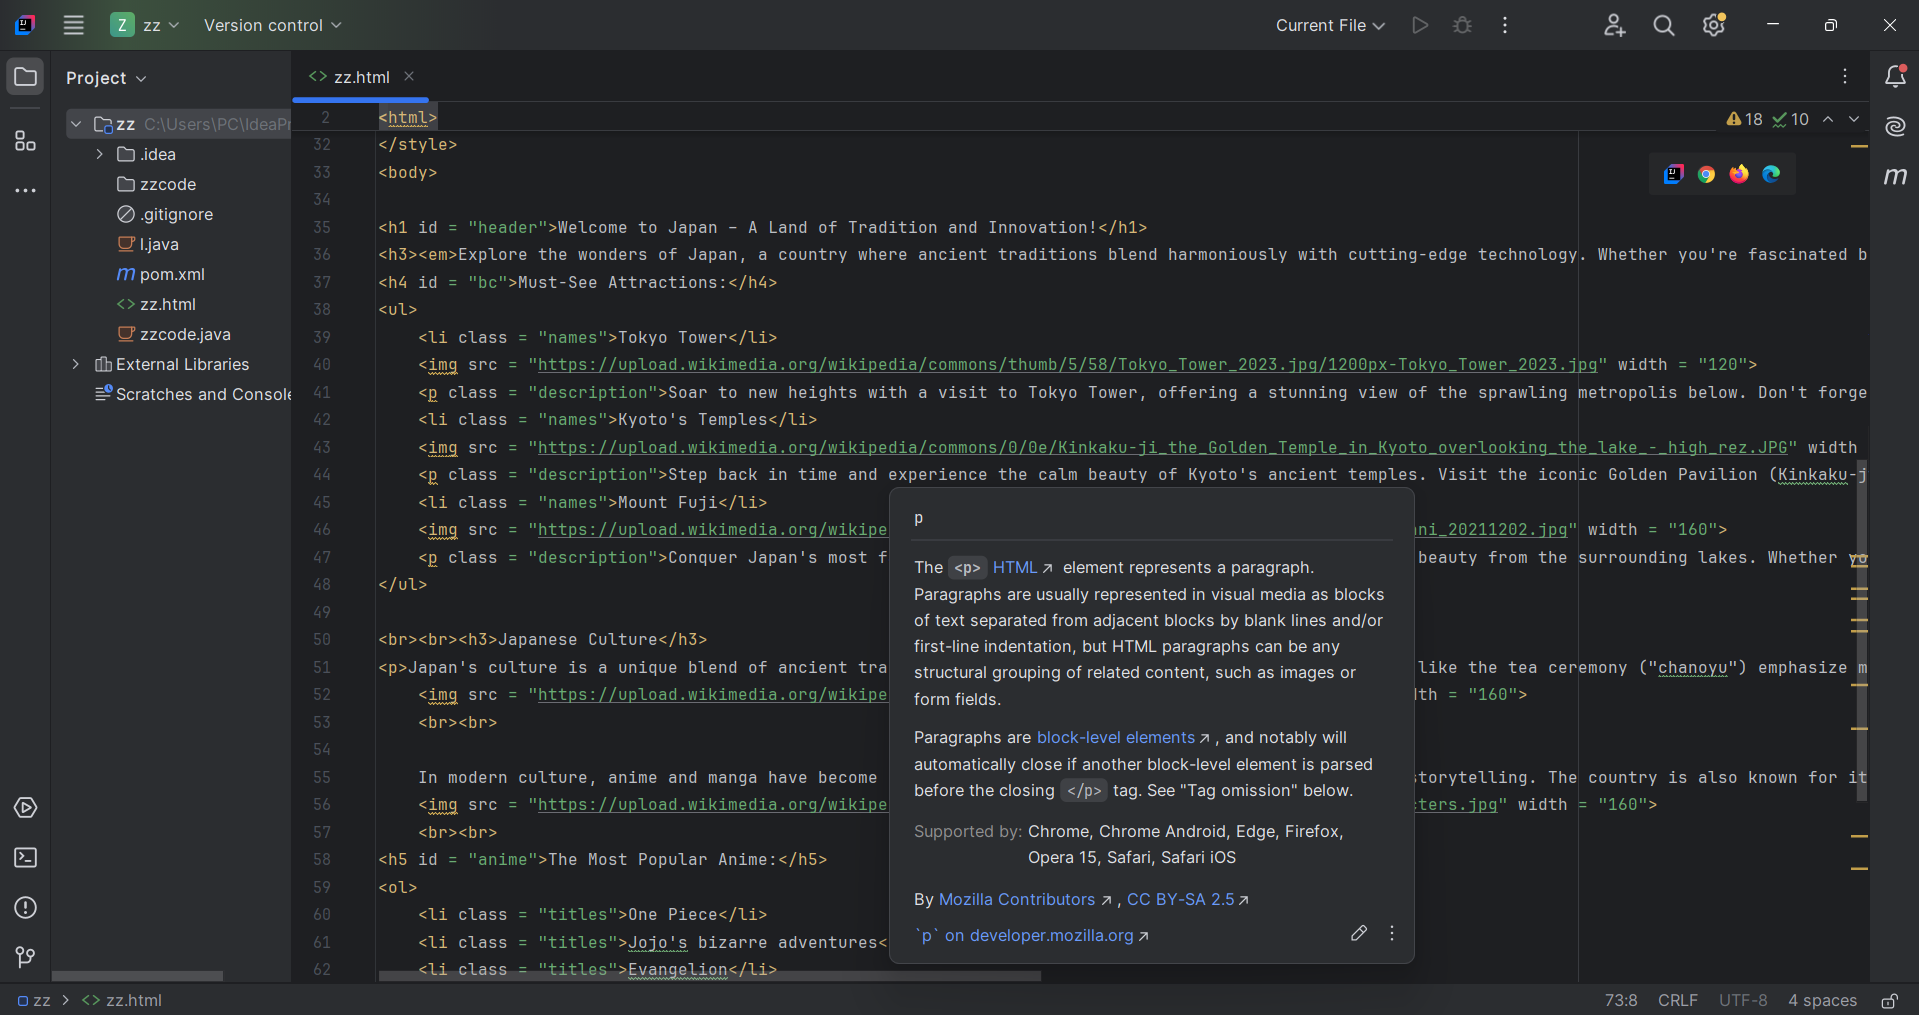 Z zz Version control Current File
Project
zz C:\Users\PC\IdeaPr
.idea
zzcode
.gitignore
I.java
pom.xml
zz.html
zzcode.java
External Libraries
Scratches and Console
zz.html
18 10
2 <html>
32 </style>
33 <body>
34
35 <h1 id = "header">Welcome to Japan – A Land of Tradition and Innovation!</h1>
36 <h3><em>Explore the wonders of Japan, a country where ancient traditions blend harmoniously with cutting-edge technology. Whether you're fascinated b
37 <h4 id = "bc">Must-See Attractions:</h4>
38 <ul>
39 <li class = "names">Tokyo Tower</li>
40 <img src = "https://upload.wikimedia.org/wikipedia/commons/thumb/5/58/Tokyo_Tower_2023.jpg/1200px-Tokyo_Tower_2023.jpg" width = "120">
41 <p class = "description">Soar to new heights with a visit to Tokyo Tower, offering a stunning view of the sprawling metropolis below. Don't forge
42 <li class = "names">Kyoto's Temples</li>
43 <img src = "https://upload.wikimedia.org/wikipedia/commons/0/0e/Kinkaku-ji_the_Golden_Temple_in_Kyoto_overlooking_the_lake_-_high_rez.JPG" width
44 <p class = "description">Step back in time and experience the calm beauty of Kyoto's ancient temples. Visit the iconic Golden Pavilion (Kinkaku-j
45 <li class = "names">Mount Fuji</li>
46 <img src = "https://upload.wikimedia.org/wikipe ani_20211202.jpg" width = "160">
47 <p class = "description">Conquer Japan's most f beauty from the surrounding lakes. Whether yo
48 </ul>
49
50 <br><br><h3>Japanese Culture</h3>
51 <p>Japan's culture is a unique blend of ancient tra like the tea ceremony ("chanoyu") emphasize m
52 <img src = "https://upload.wikimedia.org/wikipe dth = "160">
53 <br><br>
54
55 In modern culture, anime and manga have become storytelling. The country is also known for it
56 <img src = "https://upload.wikimedia.org/wikipe cters.jpg" width = "160">
57 <br><br>
58 <h5 id = "anime">The Most Popular Anime:</h5>
59 <ol>
60 <li class = "titles">One Piece</li>
61 <li class = "titles">Jojo's bizarre adventures<
62 <li class = "titles">Evangelion</li>
p
The <p> HTML↗ element represents a paragraph.
Paragraphs are usually represented in visual media as blocks
of text separated from adjacent blocks by blank lines and/or
first-line indentation, but HTML paragraphs can be any
structural grouping of related content, such as images or
form fields.
Paragraphs are block-level elements↗, and notably will
automatically close if another block-level element is parsed
before the closing </p> tag. See "Tag omission" below.
Supported by: Chrome, Chrome Android, Edge, Firefox,
Opera 15, Safari, Safari iOS
By Mozilla Contributors↗, CC BY-SA 2.5↗
`p` on developer.mozilla.org↗
zz > <> zz.html 73:8 CRLF UTF-8 4 spaces